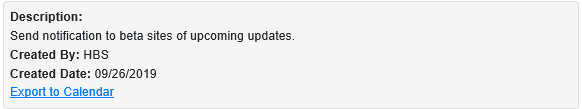 Description:
Send notification to beta sites of upcoming updates.
Created By: HBS
Created Date: 09/26/2019
Export to Calendar